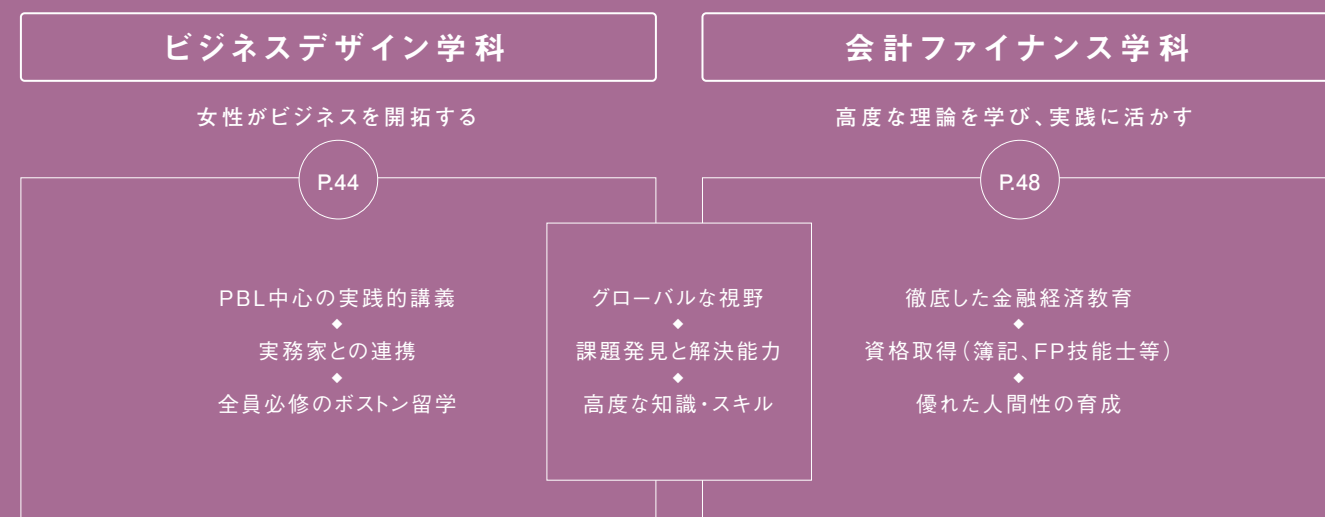 ビジネスデザイン学科
女性がビジネスを開拓する
P.44
PBL中心の実践的講義
実務家との連携
全員必修のボストン留学
グローバルな視野
課題発見と解決能力
高度な知識・スキル
会計ファイナンス学科
高度な理論を学び、実践に活かす
P.48
徹底した金融経済教育
資格取得（簿記、FP技能士等）
優れた人間性の育成